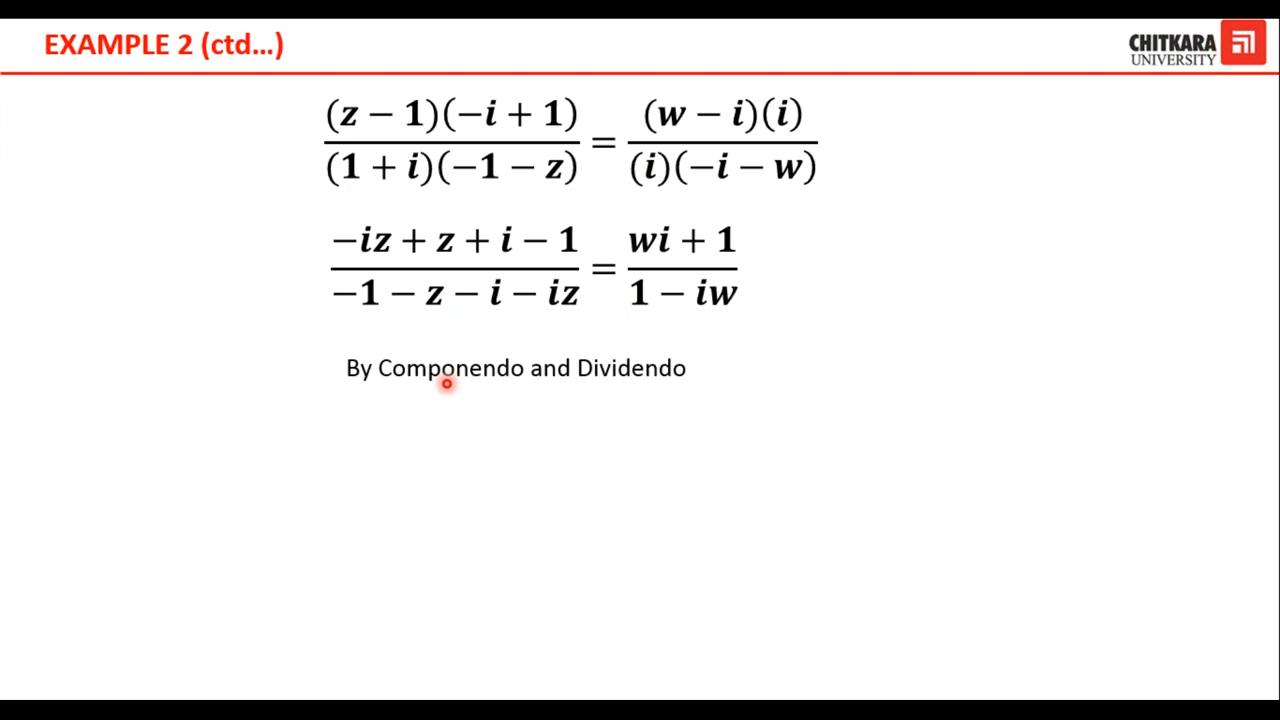 EXAMPLE 2 (ctd...)
CHITKARA
UNIVERSITY
(z − 1)(−i + 1) / (1 + i)(−1 − z) = (w − i)(i) / (i)(−i − w)
−iz + z + i − 1 / −1 − z − i − iz = wi + 1 / 1 − iw
By Componendo and Dividendo